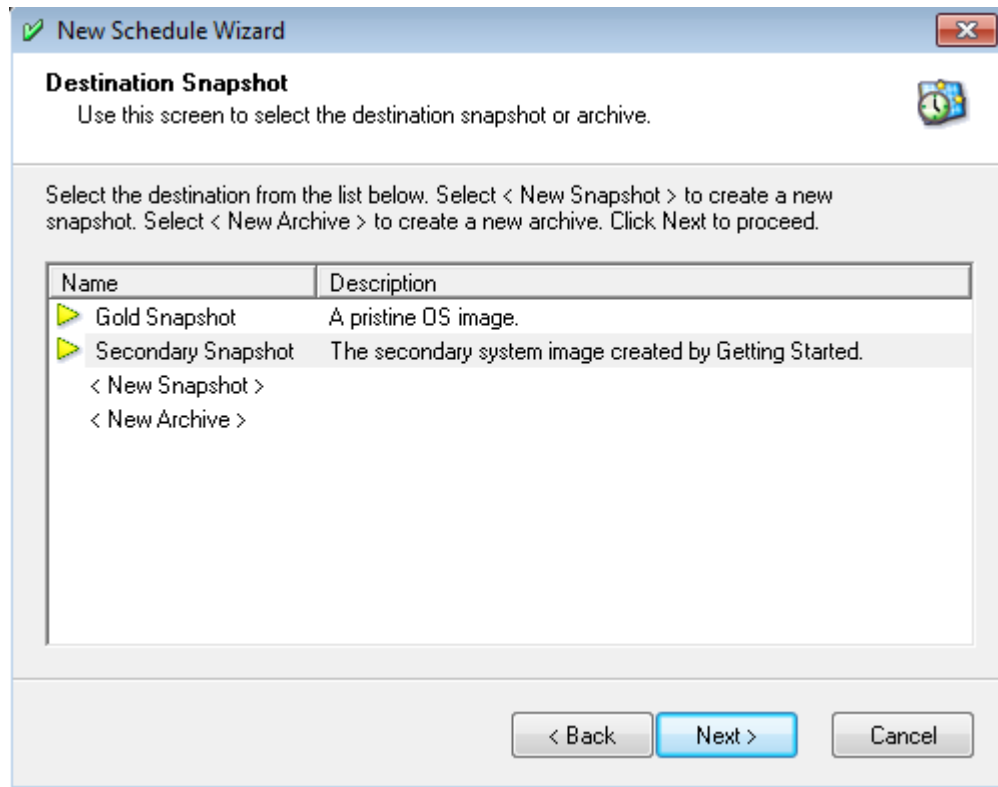 New Schedule Wizard
Destination Snapshot
Use this screen to select the destination snapshot or archive.
Select the destination from the list below. Select < New Snapshot > to create a new
snapshot. Select < New Archive > to create a new archive. Click Next to proceed.
Name Description
Gold Snapshot A pristine OS image.
Secondary Snapshot The secondary system image created by Getting Started.
< New Snapshot >
< New Archive >
< Back Next > Cancel